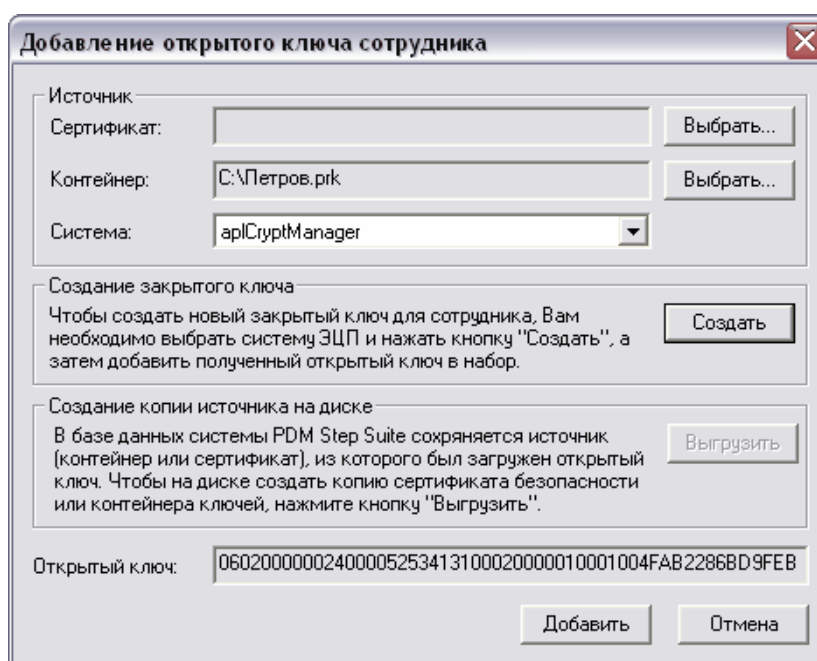 Добавление открытого ключа сотрудника
Источник
Сертификат:
Выбрать...
Контейнер:
C:\Петров.prk
Выбрать...
Система:
aplCryptManager
Создание закрытого ключа
Чтобы создать новый закрытый ключ для сотрудника, Вам
необходимо выбрать систему ЭЦП и нажать кнопку "Создать", а
затем добавить полученный открытый ключ в набор.
Создать
Создание копии источника на диске
В базе данных системы PDM Step Suite сохряняется источник
(контейнер или сертификат), из которого был загружен открытый
ключ. Чтобы на диске создать копию сертификата безопасности
или контейнера ключей, нажмите кнопку "Выгрузить".
Выгрузить
Открытый ключ:
06020000002400005253413100020000010001004FAB2286BD9FEB
Добавить
Отмена